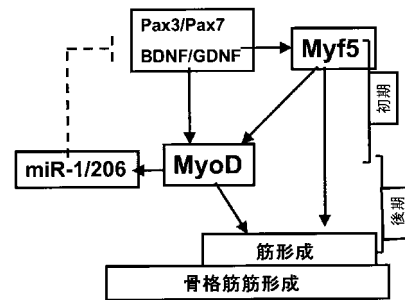 Pax3/Pax7
BDNF/GDNF
Myf5
初期
miR-1/206
MyoD
後期
筋形成
骨格筋筋形成